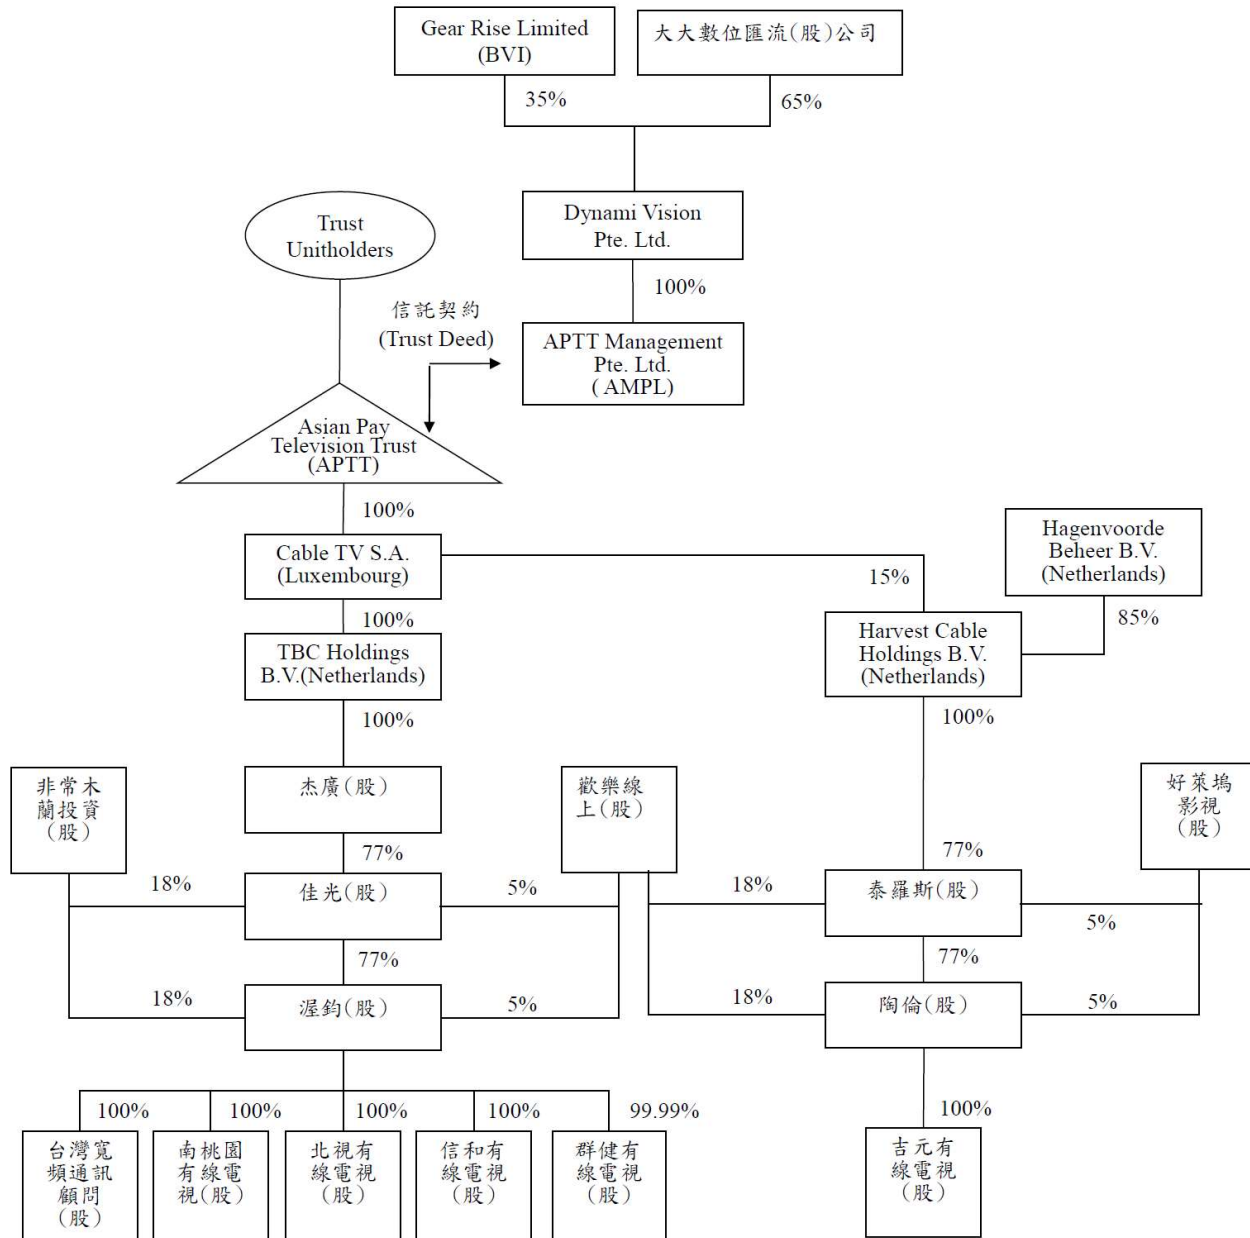 Gear Rise Limited
(BVI)
大大數位匯流(股)公司
35%
65%
Dynami Vision
Pte. Ltd.
Trust
Unitholders
100%
信託契約
(Trust Deed)
APTT Management
Pte. Ltd.
( AMPL)
Asian Pay
Television Trust
(APTT)
100%
Cable TV S.A.
(Luxembourg)
Hagenvoorde
Beheer B.V.
(Netherlands)
15%
85%
100%
TBC Holdings
B.V.(Netherlands)
Harvest Cable
Holdings B.V.
(Netherlands)
100%
100%
非常木
蘭投資
(股)
杰廣(股)
歡樂線
上(股)
好萊塢
影視
(股)
77%
77%
18%
佳光(股)
5%
18%
泰羅斯(股)
5%
77%
77%
18%
渥鈞(股)
5%
18%
陶倫(股)
5%
100%
100%
100%
100%
99.99%
100%
台灣寬
頻通訊
顧問
(股)
南桃園
有線電
視(股)
北視有
線電視
(股)
信和有
線電視
(股)
群健有
線電視
(股)
吉元有
線電視
(股)